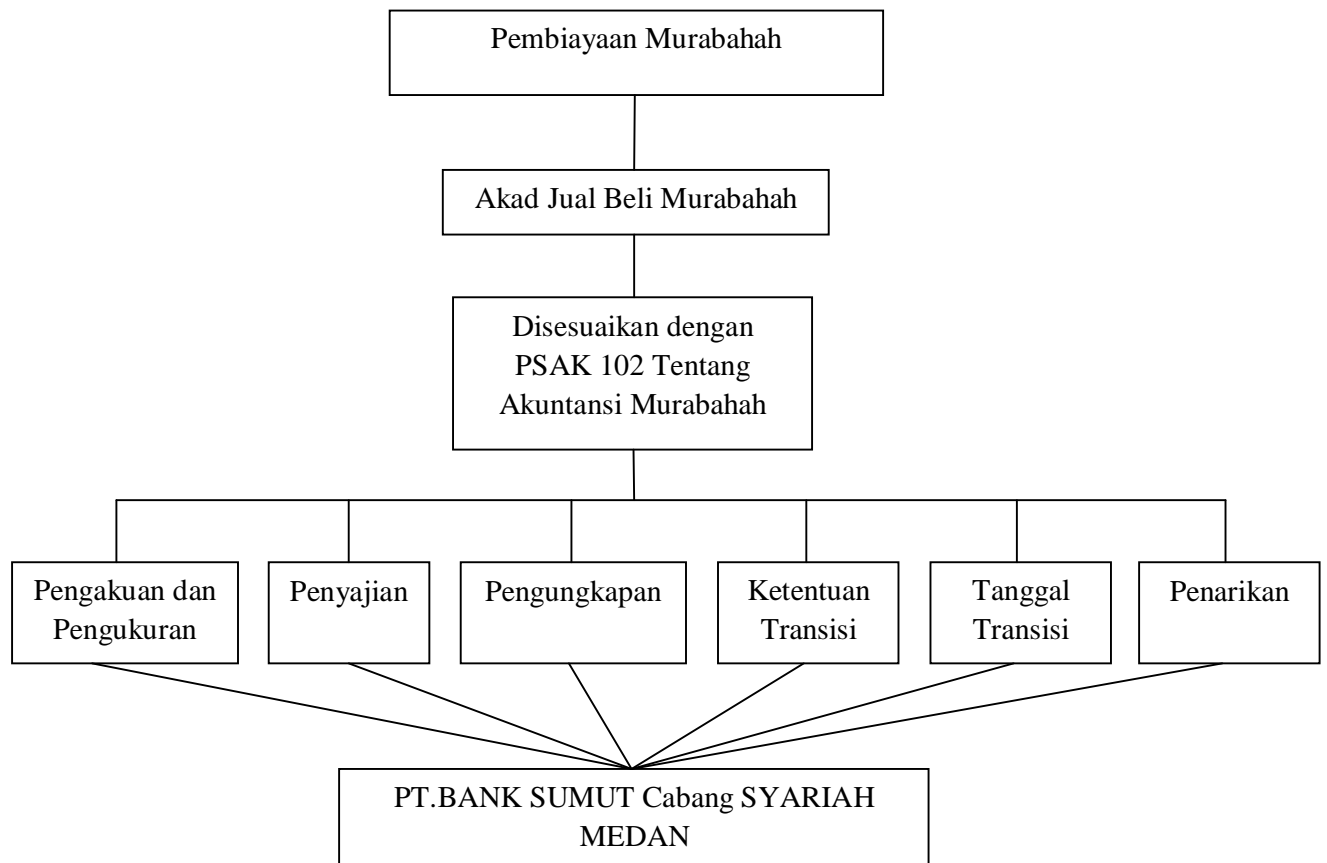 Pembiayaan Murabahah
Akad Jual Beli Murabahah
Disesuaikan dengan
PSAK 102 Tentang
Akuntansi Murabahah
Pengakuan dan
Pengukuran
Penyajian
Pengungkapan
Ketentuan
Transisi
Tanggal
Transisi
Penarikan
PT.BANK SUMUT Cabang SYARIAH
MEDAN